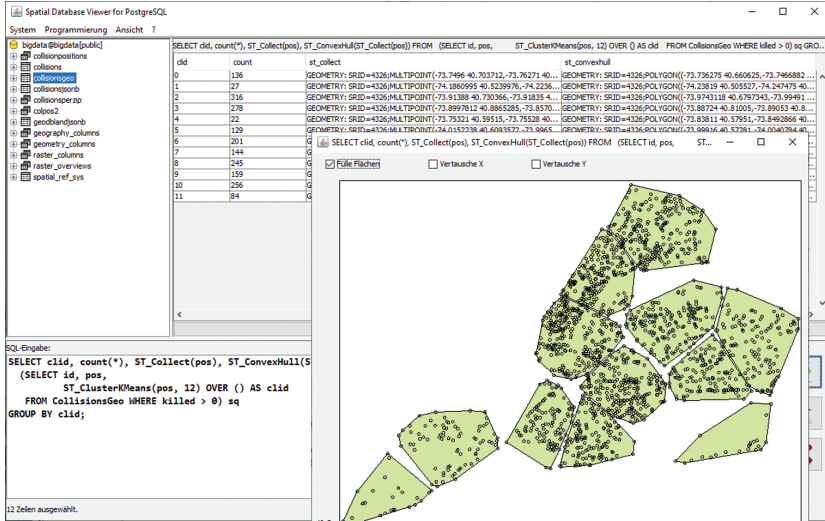 Spatial Database Viewer for PostgreSQL
System Programmierung Ansicht ?
bigdata@bigdata[public]
collisionpositions
collisions
collisionsgeo
collisionsjsonb
collisionsperzip
colpos2
geodblandjsonb
geography_columns
geometry_columns
raster_columns
raster_overviews
spatial_ref_sys
SELECT clid, count(*), ST_Collect(pos), ST_ConvexHull(ST_Collect(pos)) FROM (SELECT id, pos, ST_ClusterKMeans(pos, 12) OVER () AS clid FROM CollisionsGeo WHERE killed > 0) sq GRO...
clid count st_collect st_convexhull
0 136 GEOMETRY: SRID=4326;MULTIPOINT(-73.7496 40.703712,-73.76271 40... GEOMETRY: SRID=4326;POLYGON((-73.736275 40.660625,-73.7466882 ...
1 27 GEOMETRY: SRID=4326;MULTIPOINT(-74.1860995 40.5239976,-74.2236... GEOMETRY: SRID=4326;POLYGON((-74.23819 40.505527,-74.247475 40...
2 316 GEOMETRY: SRID=4326;MULTIPOINT(-73.91388 40.730366,-73.91835 4... GEOMETRY: SRID=4326;POLYGON((-73.9743118 40.6797343,-73.99491 ...
3 278 GEOMETRY: SRID=4326;MULTIPOINT(-73.8997812 40.8865285,-73.8570... GEOMETRY: SRID=4326;POLYGON((-73.88724 40.81005,-73.89053 40.8...
4 22 GEOMETRY: SRID=4326;MULTIPOINT(-73.75321 40.59515,-73.75528 40... GEOMETRY: SRID=4326;POLYGON((-73.83811 40.57951,-73.8492866 40...
5 129 GEOMETRY: SRID=4326;MULTIPOINT(-74.0152238 40.6093572,-73.9965... GEOMETRY: SRID=4326;POLYGON((-73.99916 40.57281,-74.0040784 40...
6 201 G
7 144 G
8 245 G
9 159 G
10 256 G
11 84 G
SELECT clid, count(*), ST_Collect(pos), ST_ConvexHull(ST_Collect(pos)) FROM (SELECT id, pos, ST...
Fülle Flächen Vertausche X Vertausche Y
SQL-Eingabe:
SELECT clid, count(*), ST_Collect(pos), ST_ConvexHull(S
(SELECT id, pos,
ST_ClusterKMeans(pos, 12) OVER () AS clid
FROM CollisionsGeo WHERE killed > 0) sq
GROUP BY clid;
12 Zeilen ausgewählt.